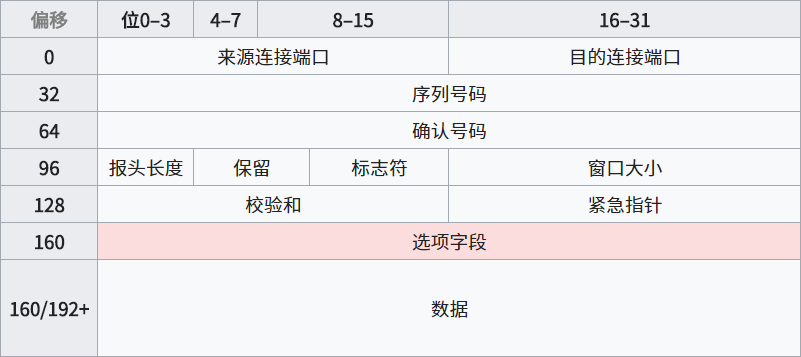 偏移 位0–3 4–7 8–15 16–31
0 来源连接端口 目的连接端口
32 序列号码
64 确认号码
96 报头长度 保留 标志符 窗口大小
128 校验和 紧急指针
160 选项字段
160/192+ 数据